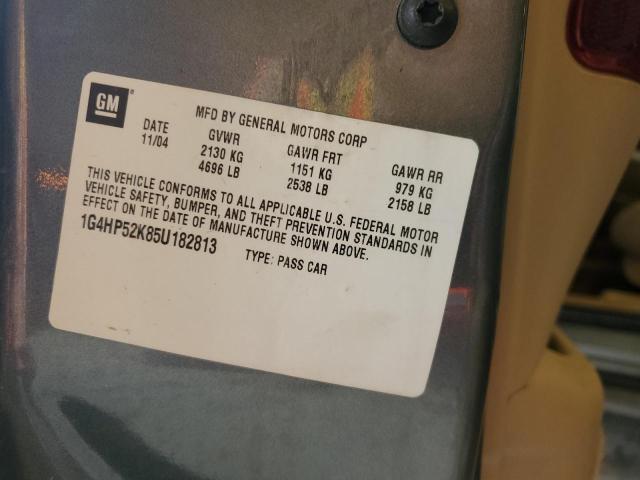 GM
MFD BY GENERAL MOTORS CORP
DATE GVWR GAWR FRT GAWR RR
11/04 2130 KG 1151 KG 979 KG
4696 LB 2538 LB 2158 LB
THIS VEHICLE CONFORMS TO ALL APPLICABLE U.S. FEDERAL MOTOR
VEHICLE SAFETY, BUMPER, AND THEFT PREVENTION STANDARDS IN
EFFECT ON THE DATE OF MANUFACTURE SHOWN ABOVE.
1G4HP52K85U182813 TYPE: PASS CAR